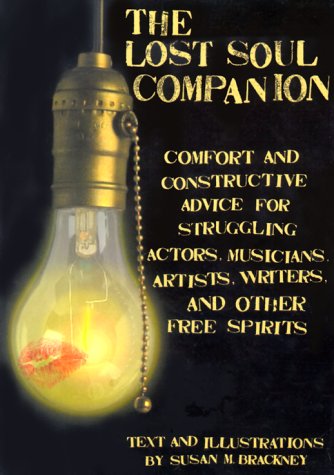 THE
LOST SOUL
COMPANION
COMFORT AND
CONSTRUCTIVE
ADVICE FOR
STRUGGLING
ACTORS, MUSICIANS,
ARTISTS, WRITERS,
AND OTHER
FREE SPIRITS
TEXT AND ILLUSTRATIONS
BY SUSAN M. BRACKNEY